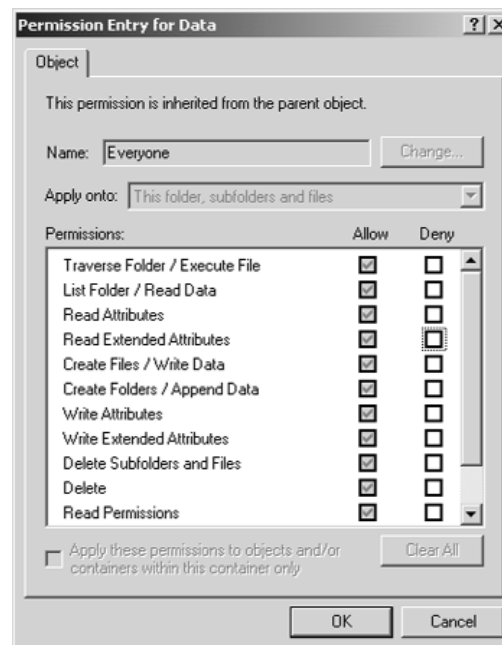 Permission Entry for Data
Object
This permission is inherited from the parent object.
Name: Everyone Change...
Apply onto: This folder, subfolders and files
Permissions: Allow Deny
Traverse Folder / Execute File
List Folder / Read Data
Read Attributes
Read Extended Attributes
Create Files / Write Data
Create Folders / Append Data
Write Attributes
Write Extended Attributes
Delete Subfolders and Files
Delete
Read Permissions
Apply these permissions to objects and/or Clear All
containers within this container only
OK Cancel